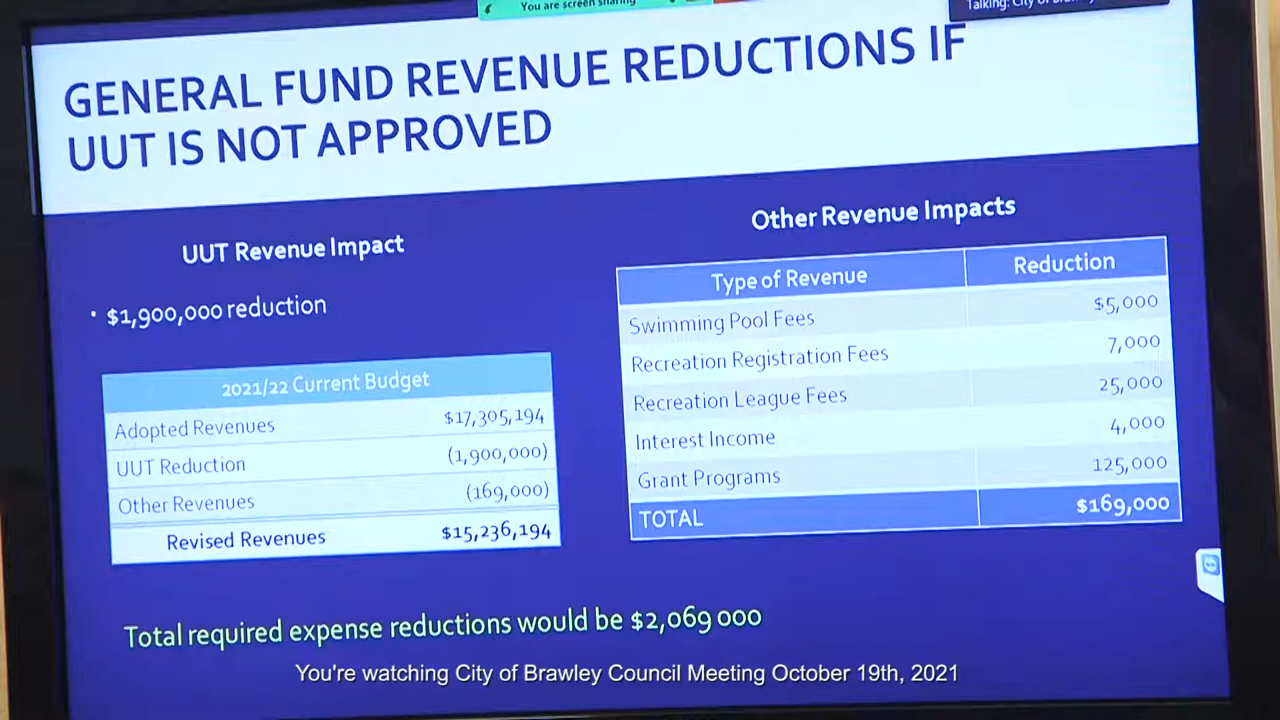 You are screen sharing
Talking: City of
GENERAL FUND REVENUE REDUCTIONS IF
UUT IS NOT APPROVED
UUT Revenue Impact
• $1,900,000 reduction
2021/22 Current Budget
Adopted Revenues $17,305,194
UUT Reduction (1,900,000)
Other Revenues (169,000)
Revised Revenues $15,236,194
Other Revenue Impacts
Type of Revenue Reduction
Swimming Pool Fees $5,000
Recreation Registration Fees 7,000
Recreation League Fees 25,000
Interest Income 4,000
Grant Programs 125,000
TOTAL $169,000
Total required expense reductions would be $2,069 000
You're watching City of Brawley Council Meeting October 19th, 2021